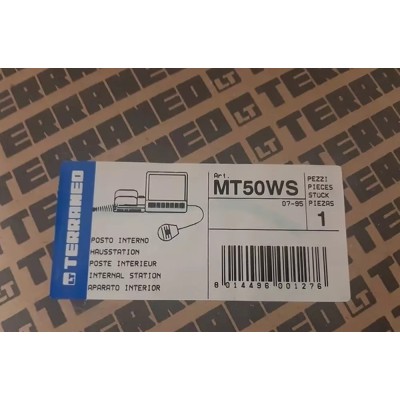 TERRANEO
LT
Art.
MT50WS
07-95
PEZZI
PIECES
STUCK
PIEZAS
1
POSTO INTERNO
HAUSSTATION
POSTE INTERIEUR
INTERNAL STATION
APARATO INTERIOR
8 014496 001276